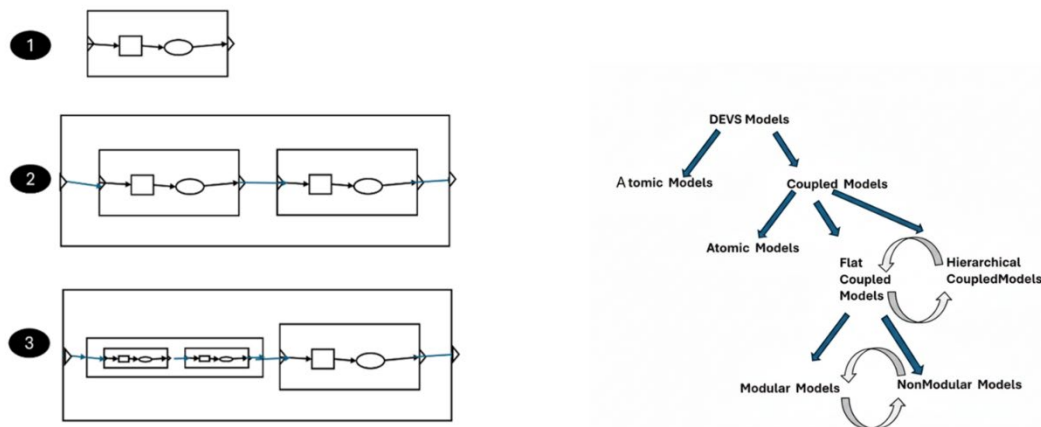 1
2
3
DEVS Models
Atomic Models
Coupled Models
Atomic Models
Flat
Coupled
Models
Hierarchical
CoupledModels
Modular Models
NonModular Models